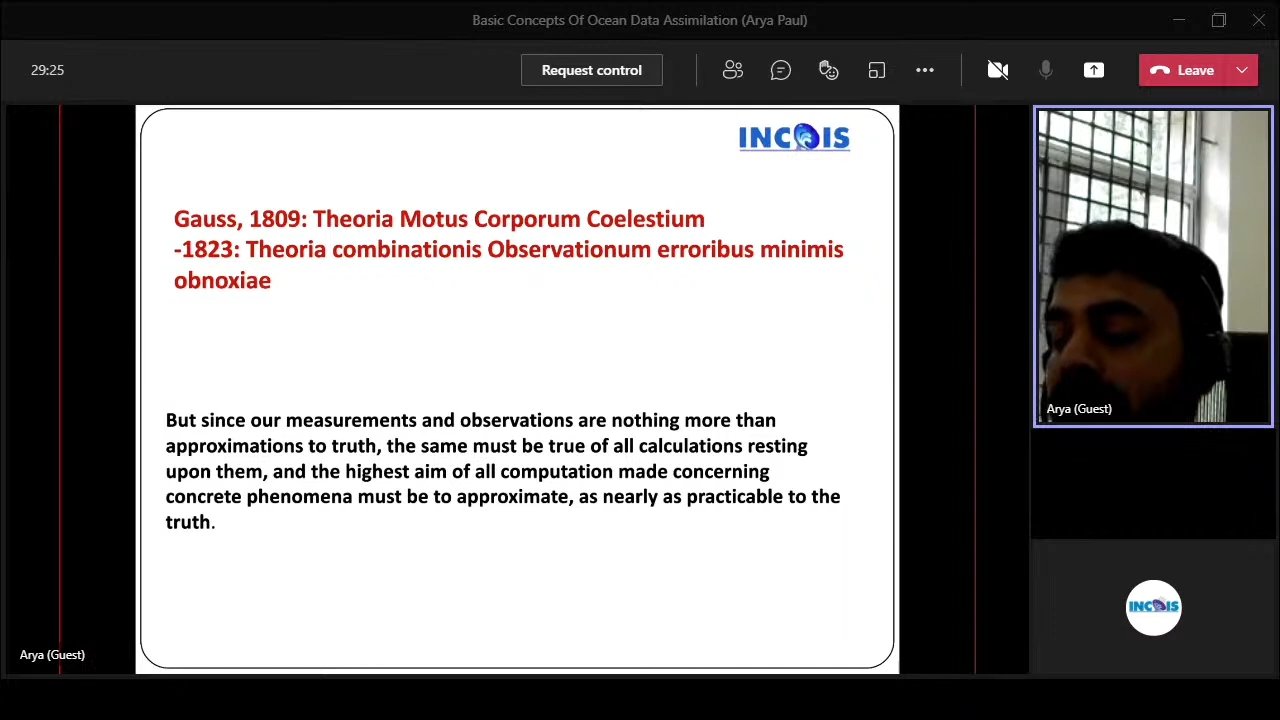 Basic Concepts Of Ocean Data Assimilation (Arya Paul)
29:25
Request control
Leave
INCOIS
Gauss, 1809: Theoria Motus Corporum Coelestium
-1823: Theoria combinationis Observationum erroribus minimis
obnoxiae
But since our measurements and observations are nothing more than
approximations to truth, the same must be true of all calculations resting
upon them, and the highest aim of all computation made concerning
concrete phenomena must be to approximate, as nearly as practicable to the
truth.
Arya (Guest)
Arya (Guest)
INCOIS